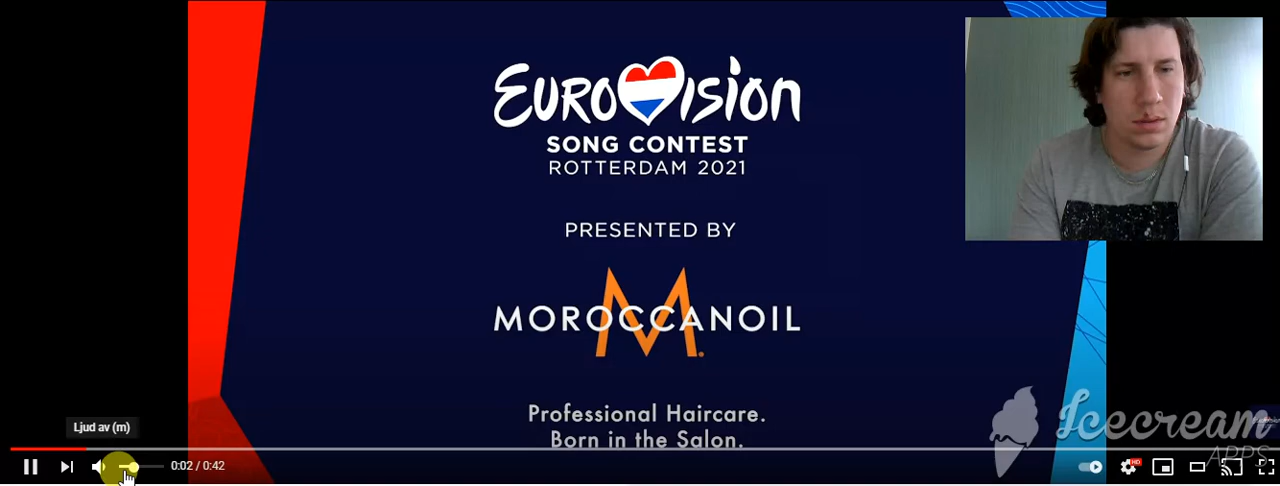 EUROVISION
SONG CONTEST
ROTTERDAM 2021
PRESENTED BY
MOROCCANOIL
M®
Professional Haircare.
Born in the Salon.
Icecream
APPS
Ljud av (m)
0:02 / 0:42
HD